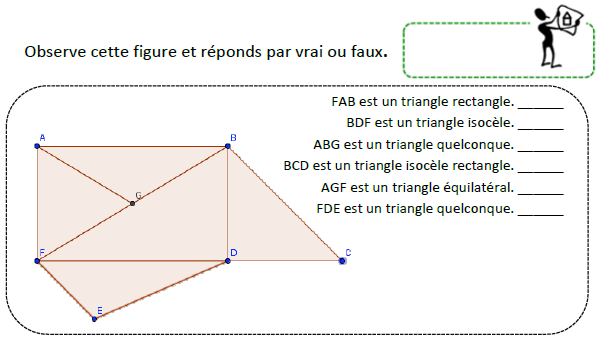 Observe cette figure et réponds par vrai ou faux.
FAB est un triangle rectangle. ______
BDF est un triangle isocèle. ______
ABG est un triangle quelconque. ______
BCD est un triangle isocèle rectangle. ______
AGF est un triangle équilatéral. ______
FDE est un triangle quelconque. ______
A B
G
F D C
E